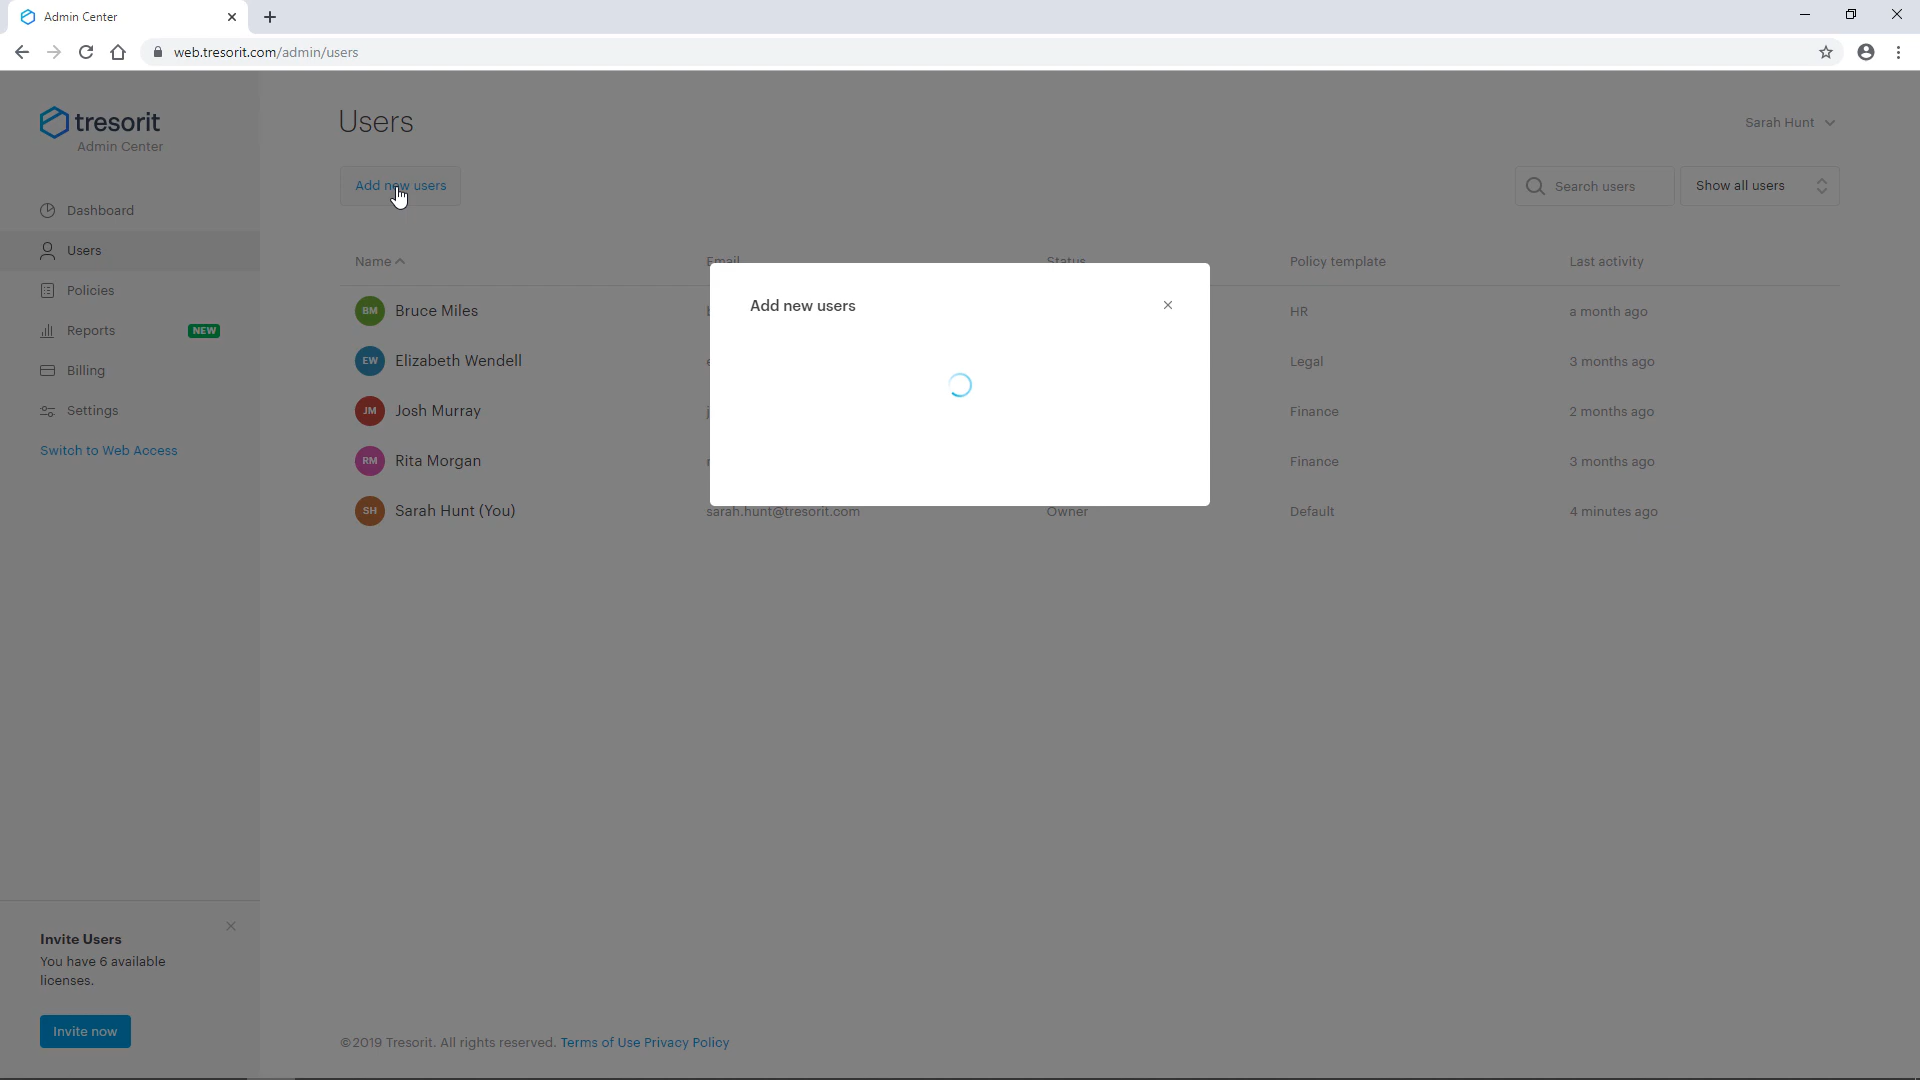 Admin Center
web.tresorit.com/admin/users
tresorit
Admin Center
Dashboard
Users
Policies
Reports NEW
Billing
Settings
Switch to Web Access
Invite Users
You have 6 available
licenses.
Invite now
Users
Sarah Hunt
Add new users
Search users
Show all users
Name Email Status Policy template Last activity
BM Bruce Miles HR a month ago
EW Elizabeth Wendell Legal 3 months ago
JM Josh Murray Finance 2 months ago
RM Rita Morgan Finance 3 months ago
SH Sarah Hunt (You) sarah.hunt@tresorit.com Owner Default 4 minutes ago
Add new users
©2019 Tresorit. All rights reserved. Terms of Use Privacy Policy